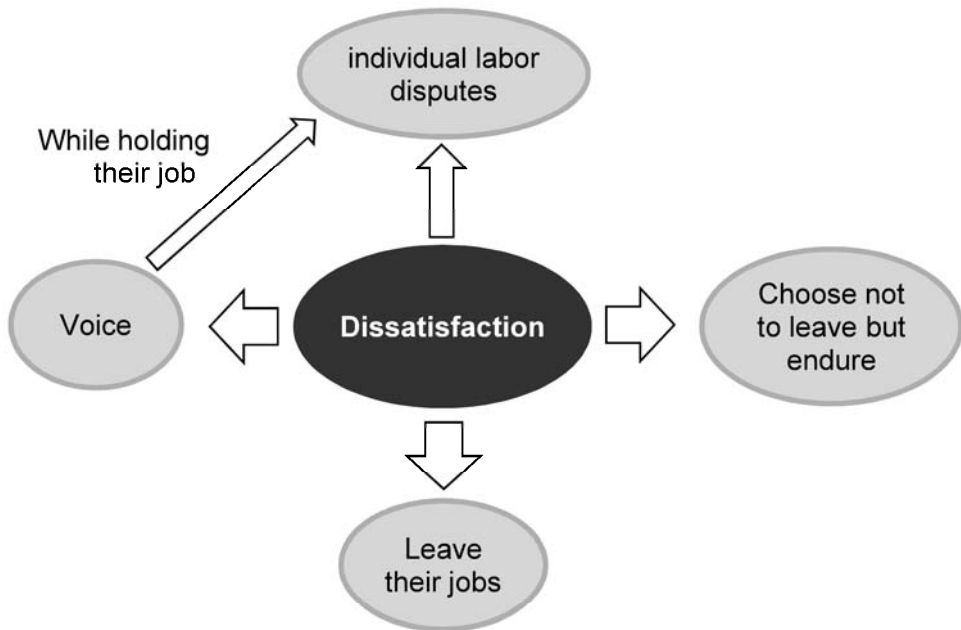 individual labor
disputes
While holding
their job
Voice
Dissatisfaction
Choose not
to leave but
endure
Leave
their jobs